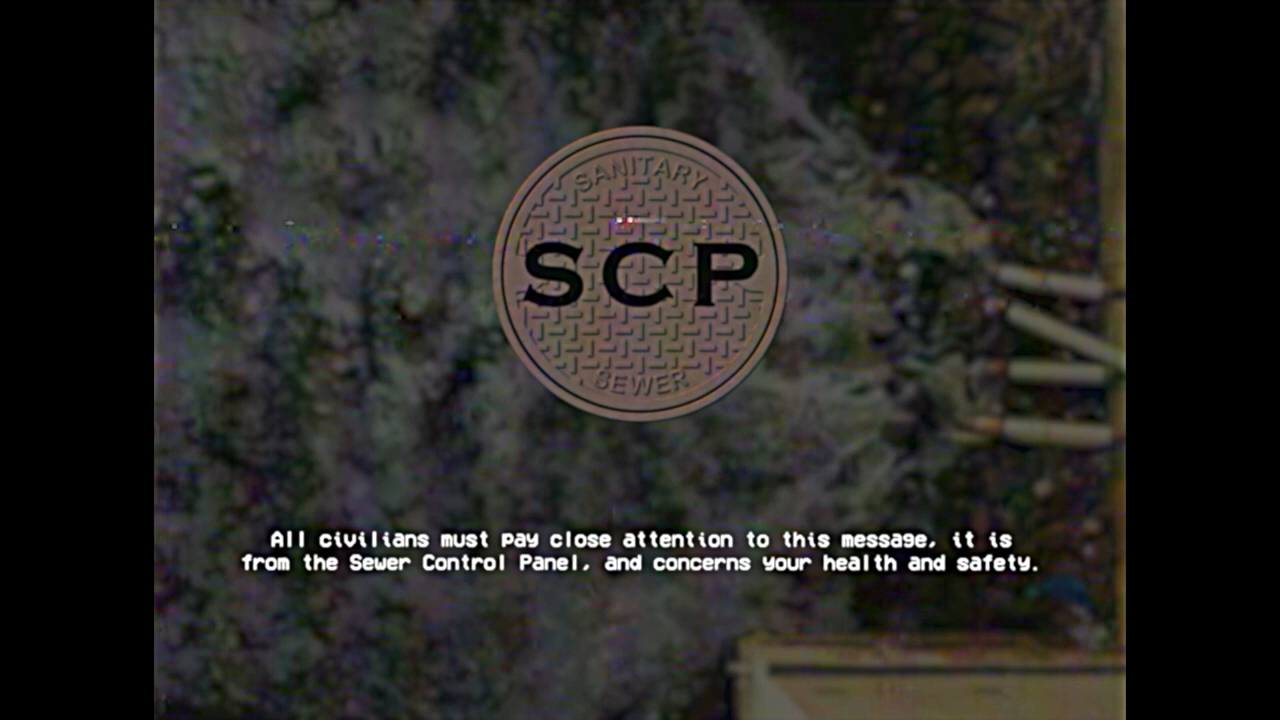 SANITARY
SCP
SEWER
All civilians must pay close attention to this message, it is
from the Sewer Control Panel, and concerns your health and safety.